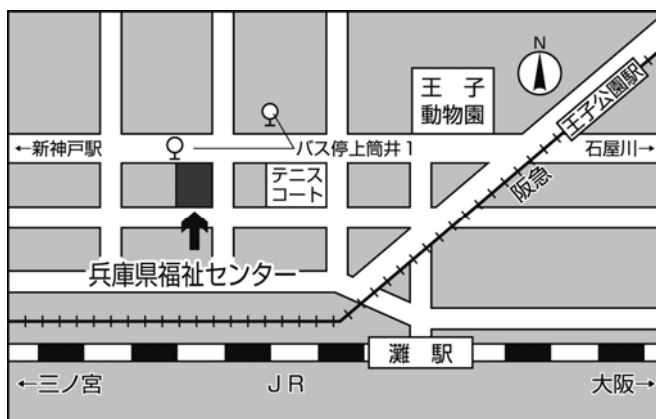 N
王子
動物園
王子公園駅
←新神戸駅
バス停上筒井1
石屋川→
テニス
コート
阪急
兵庫県福祉センター
灘駅
←三ノ宮
JR
大阪→